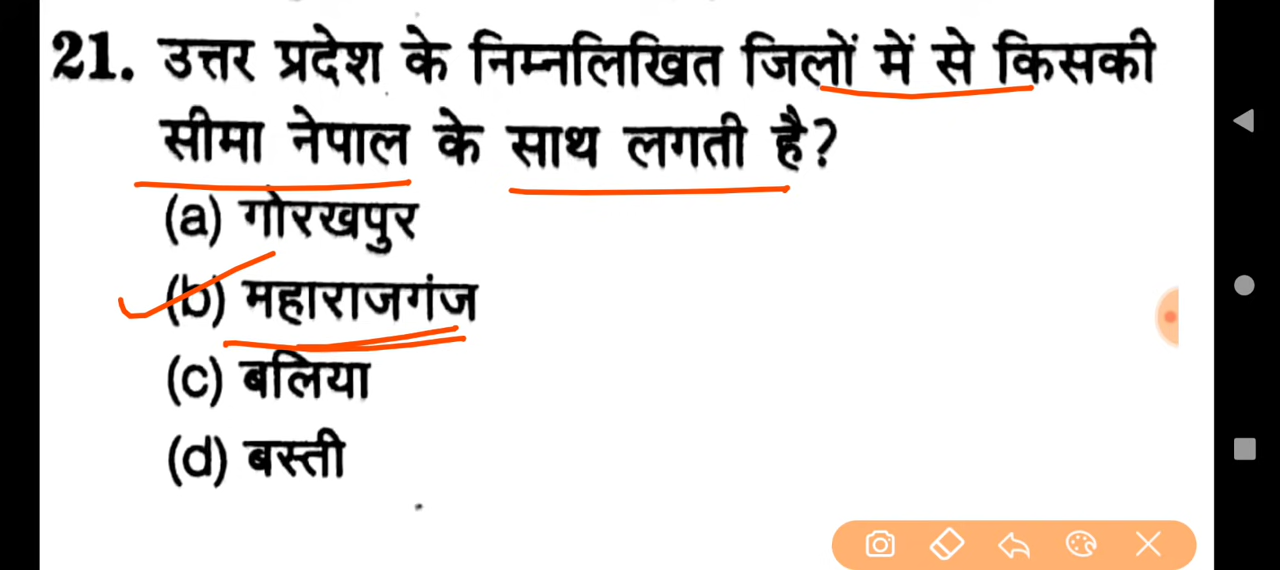 21. उत्तर प्रदेश के निम्नलिखित जिलों में से किसकी
सीमा नेपाल के साथ लगती है?
(a) गोरखपुर
(b) महाराजगंज
(c) बलिया
(d) बस्ती